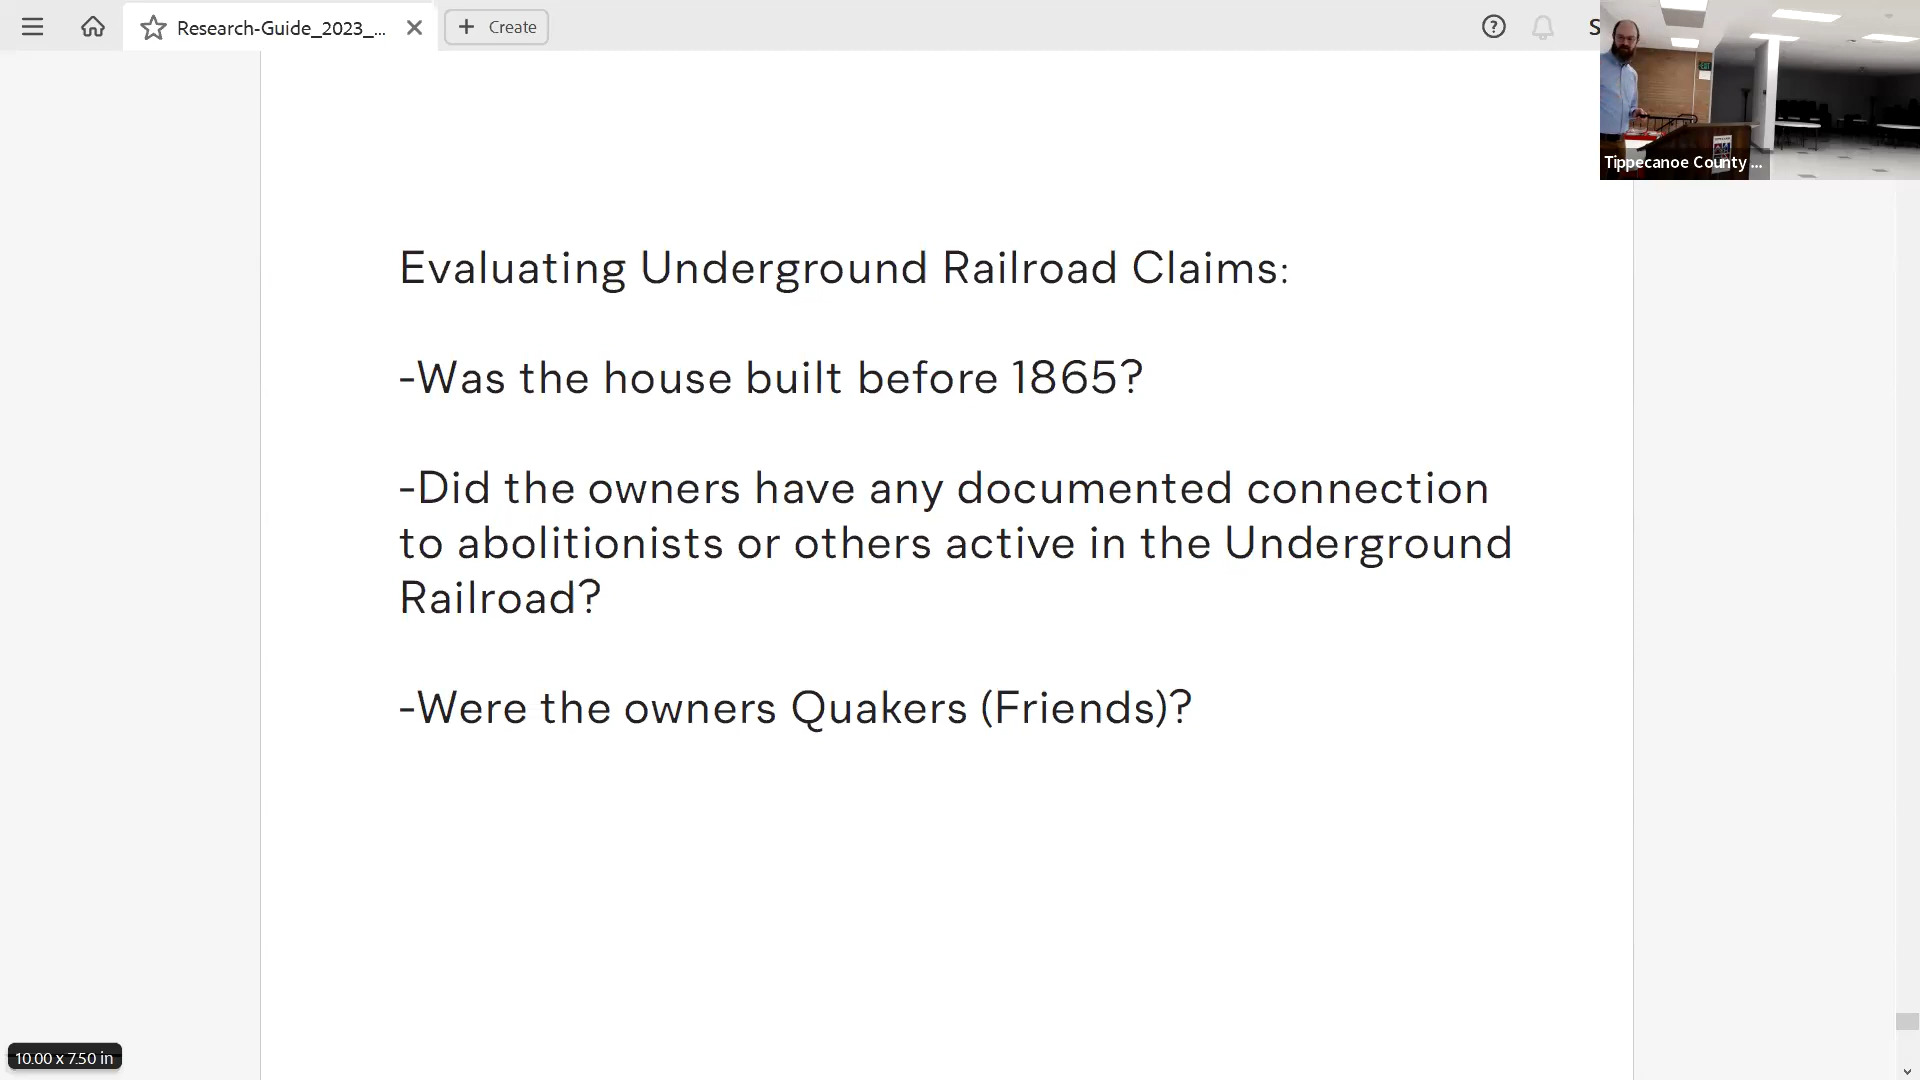 Research-Guide_2023_...
Create
S
Tippecanoe County ...
Evaluating Underground Railroad Claims:
-Was the house built before 1865?
-Did the owners have any documented connection
to abolitionists or others active in the Underground
Railroad?
-Were the owners Quakers (Friends)?
10.00 x 7.50 in